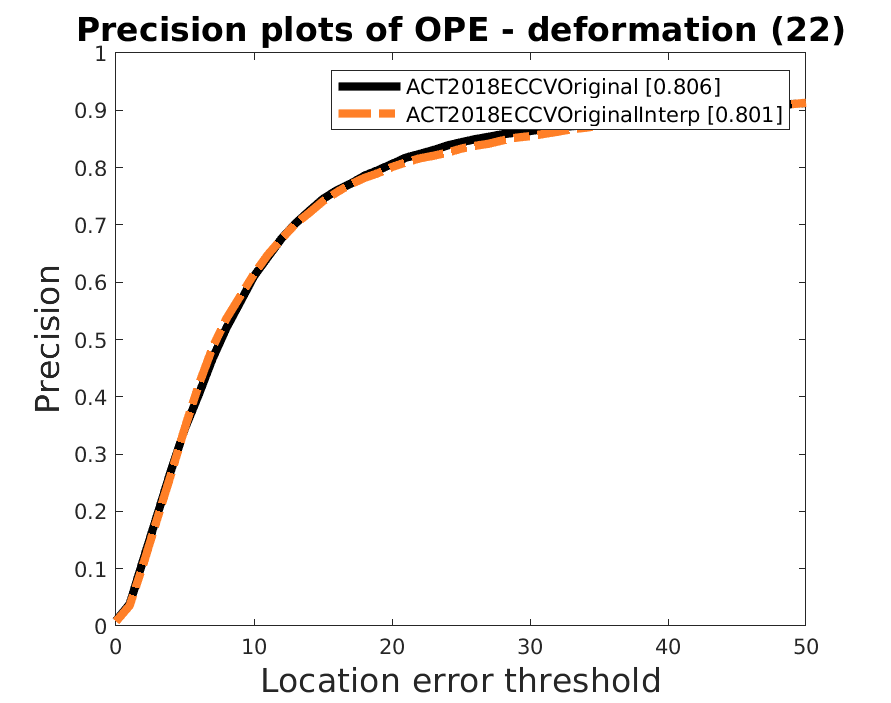 Precision plots of OPE - deformation (22)
ACT2018ECCVOriginal [0.806]
ACT2018ECCVOriginalInterp [0.801]
1
0.9
0.8
0.7
0.6
0.5
0.4
0.3
0.2
0.1
0
Precision
0 10 20 30 40 50
Location error threshold